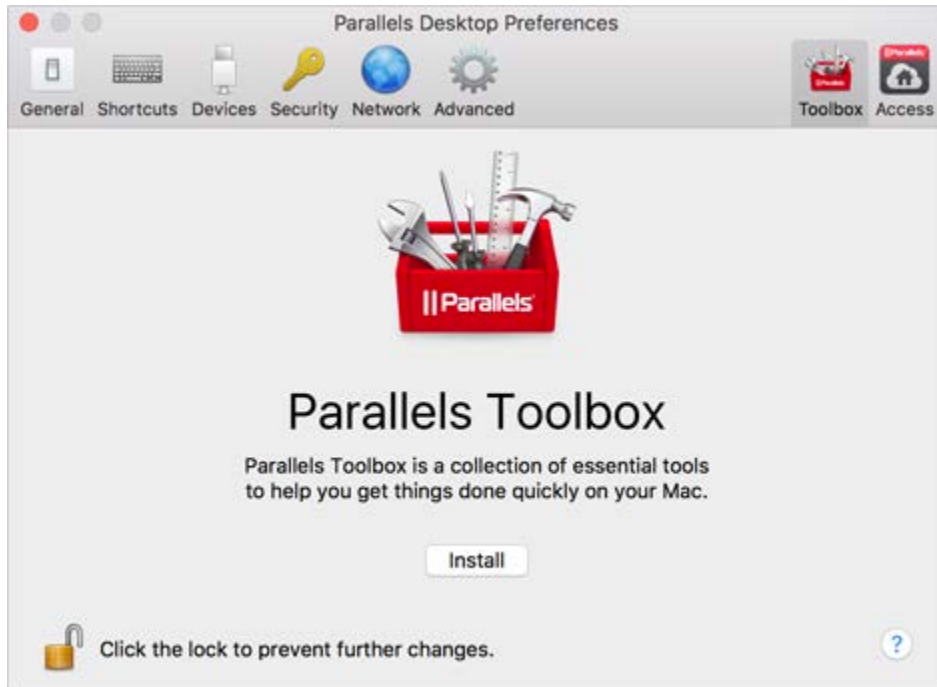 Parallels Desktop Preferences
General Shortcuts Devices Security Network Advanced Toolbox Access
|| Parallels
Parallels Toolbox
Parallels Toolbox is a collection of essential tools
to help you get things done quickly on your Mac.
Install
Click the lock to prevent further changes.
?